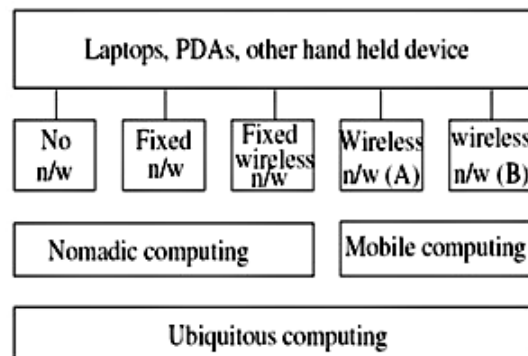 Laptops, PDAs, other hand held device
No
n/w
Fixed
n/w
Fixed
wireless
n/w
Wireless
n/w (A)
wireless
n/w (B)
Nomadic computing
Mobile computing
Ubiquitous computing